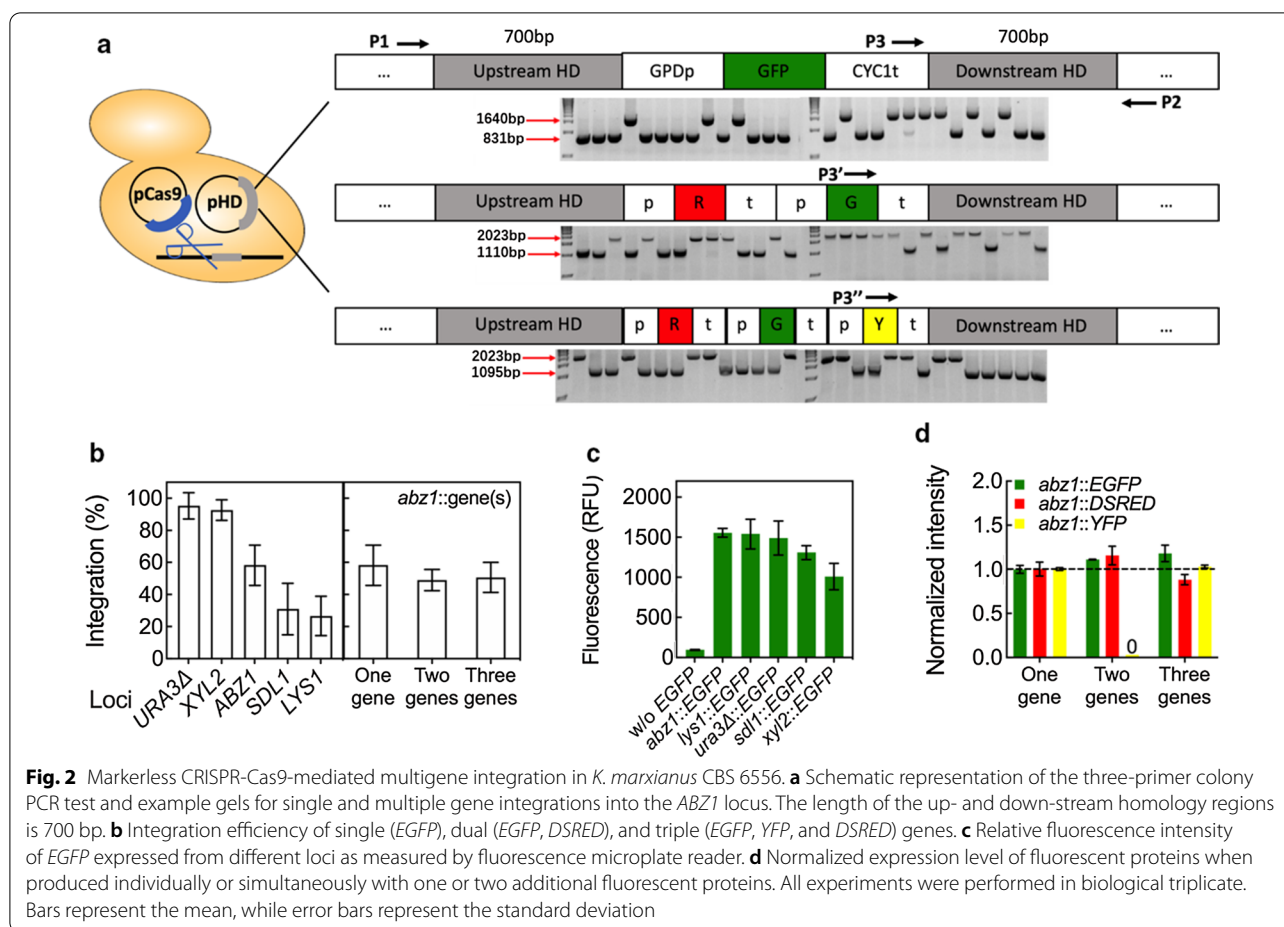 a
P1
700bp
P3
700bp
... Upstream HD GPDp GFP CYC1t Downstream HD ...
P2
1640bp
831bp
pCas9
pHD
P3'
... Upstream HD p R t p G t Downstream HD ...
2023bp
1110bp
P3''
... Upstream HD p R t p G t p Y t Downstream HD ...
2023bp
1095bp
b
Integration (%)
100
80
60
40
20
0
abz1::gene(s)
Loci
URA3Δ
XYL2
ABZ1
SDL1
LYS1
One gene
Two genes
Three genes
c
Fluorescence (RFU)
2000
1500
1000
500
0
w/o EGFP
abz1::EGFP
lys1::EGFP
ura3Δ::EGFP
sdl1::EGFP
xyl2::EGFP
d
Normalized intensity
2.0
1.5
1.0
0.5
0.0
abz1::EGFP
abz1::DSRED
abz1::YFP
0
One gene
Two genes
Three genes
Fig. 2 Markerless CRISPR-Cas9-mediated multigene integration in K. marxianus CBS 6556. a Schematic representation of the three-primer colony
PCR test and example gels for single and multiple gene integrations into the ABZ1 locus. The length of the up- and down-stream homology regions
is 700 bp. b Integration efficiency of single (EGFP), dual (EGFP, DSRED), and triple (EGFP, YFP, and DSRED) genes. c Relative fluorescence intensity
of EGFP expressed from different loci as measured by fluorescence microplate reader. d Normalized expression level of fluorescent proteins when
produced individually or simultaneously with one or two additional fluorescent proteins. All experiments were performed in biological triplicate.
Bars represent the mean, while error bars represent the standard deviation